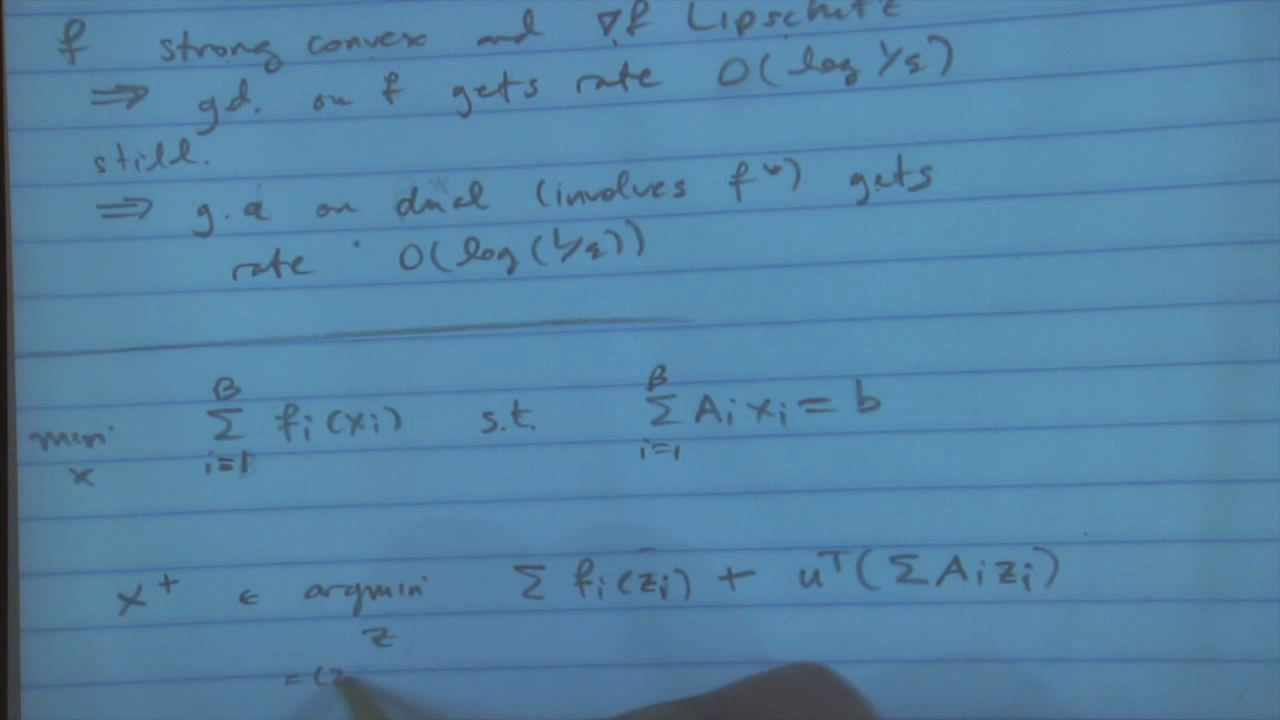 f strong convex and ∇f Lipschitz
⇒ gd. on f gets rate O(log 1/ε)
still.
⇒ g.a on dual (involves f*) gets
rate O(log(1/ε))
min x B Σ i=1 fi(xi) s.t. B Σ i=1 Ai xi = b
x⁺ ∈ argmin z Σ fi(zi) + uᵀ(Σ Ai zi)
= (z